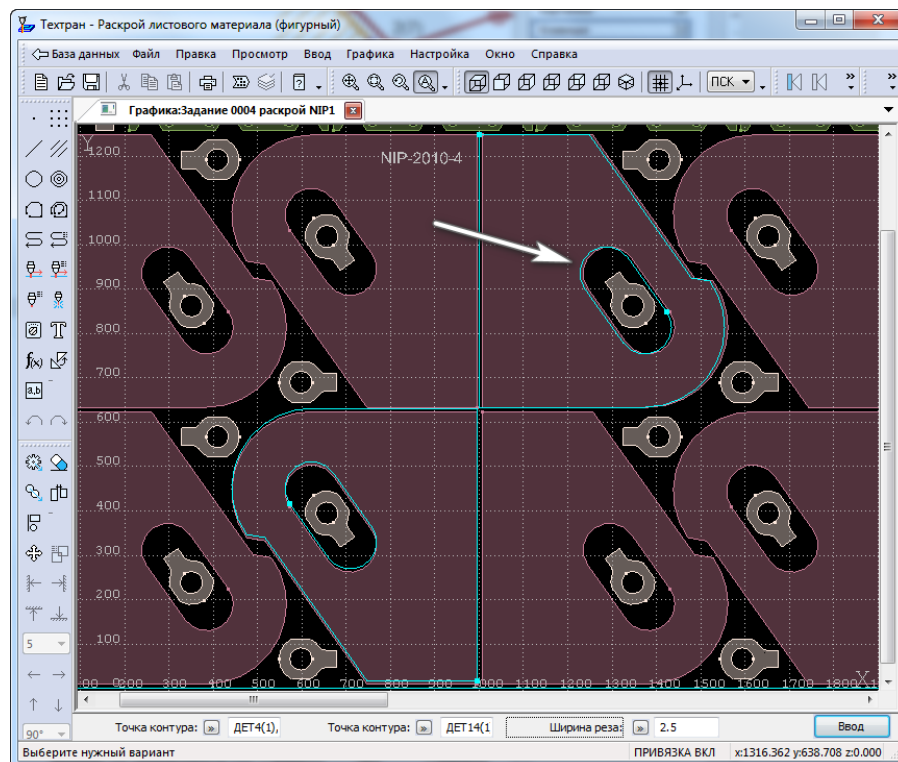 Техтран - Раскрой листового материала (фигурный)
База данных Файл Правка Просмотр Ввод Графика Настройка Окно Справка
ПСК
Графика:Задание 0004 раскрой NIP1
Y
NIP-2010-4
1200
1100
1000
900
800
700
600
500
400
300
200
100
00 200 300 400 500 600 700 800 900 1000 1100 1200 1300 1400 1500 1600 1700 1800 X
f(x)
a,b
5
90°
Точка контура: ДЕТ4(1), Точка контура: ДЕТ14(1 Ширина реза: 2.5 Ввод
Выберите нужный вариант ПРИВЯЗКА ВКЛ x:1316.362 y:638.708 z:0.000